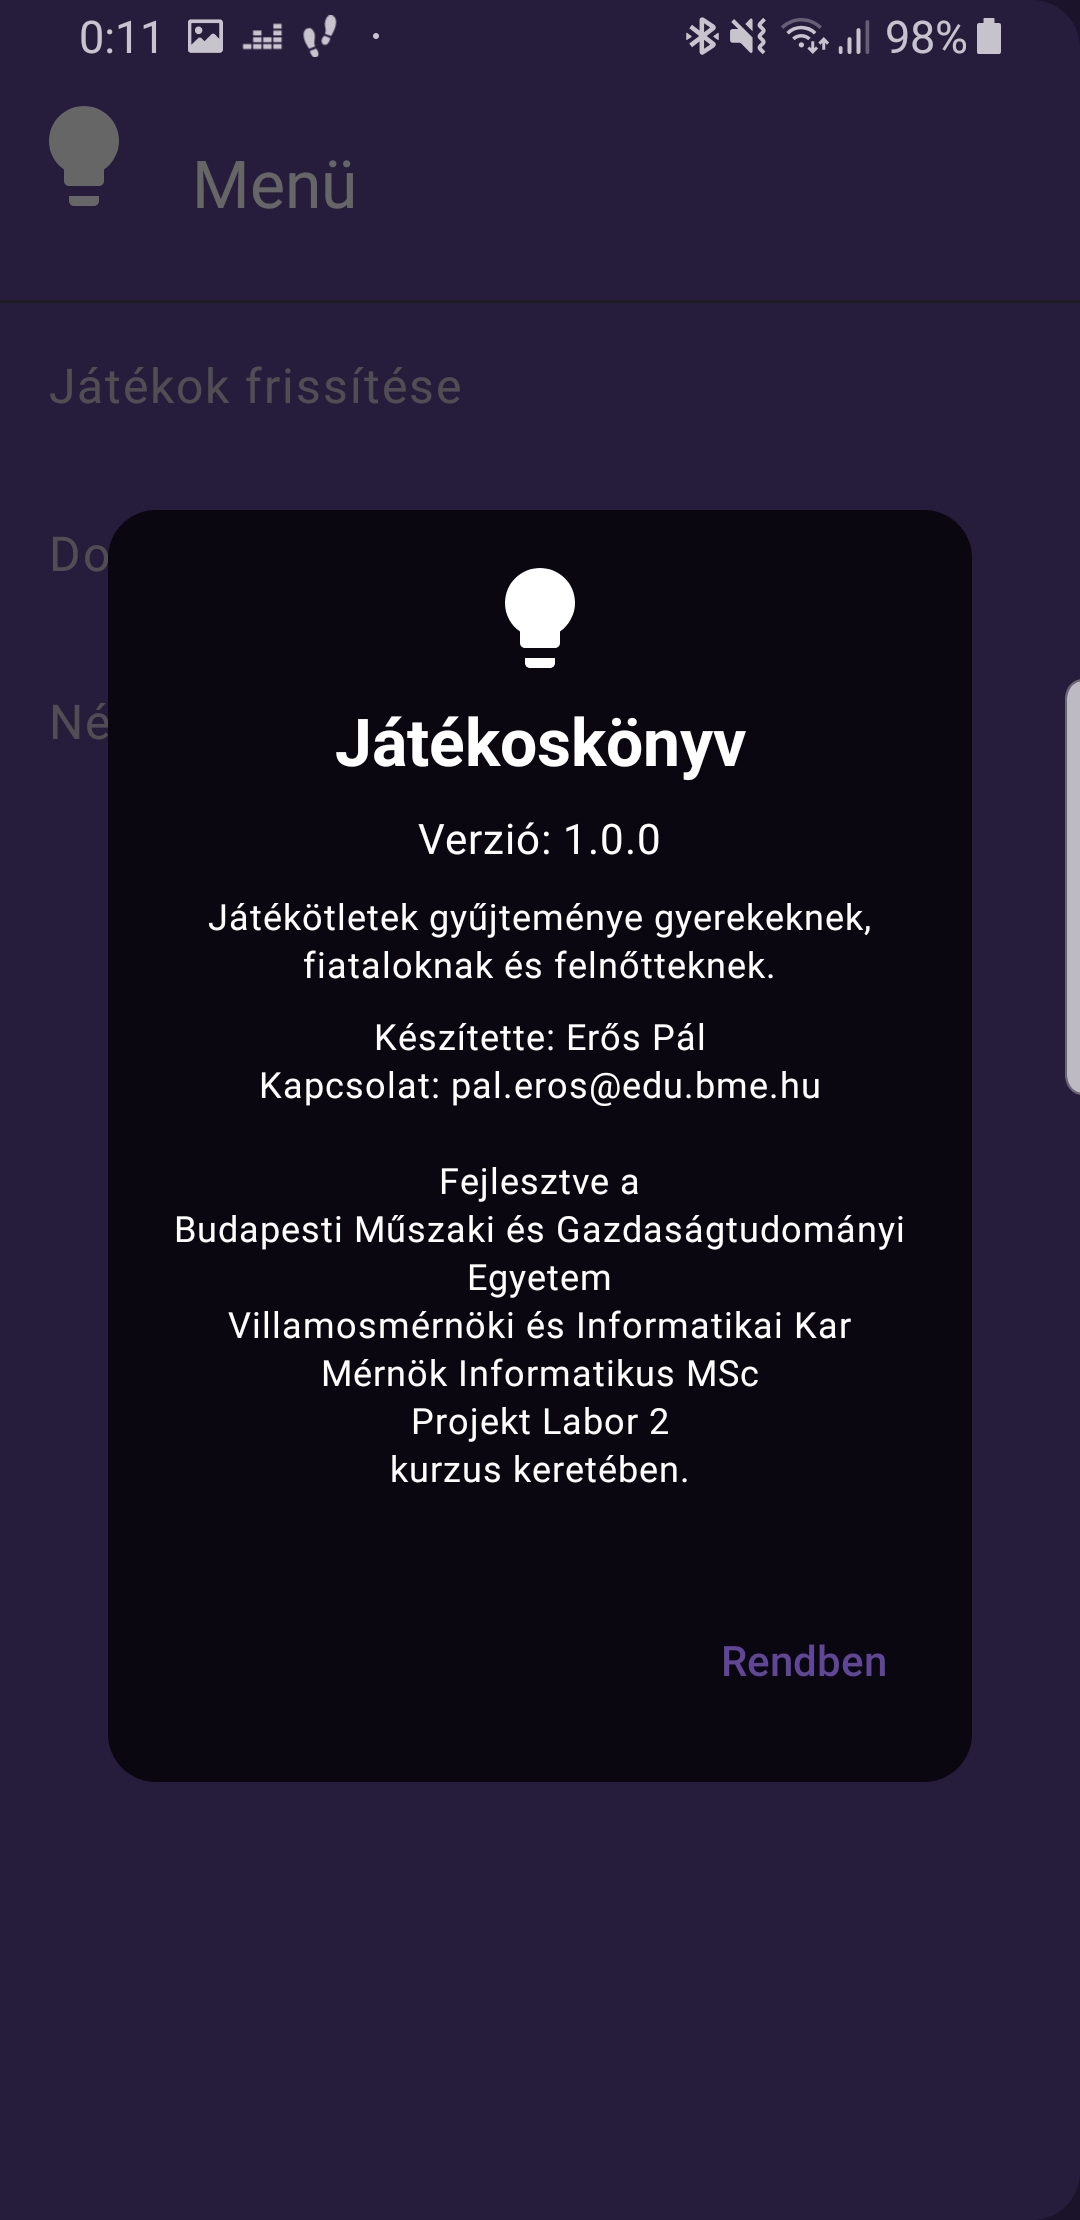 0:11
98%
Menü
Játékok frissítése
Do
Né
Játékoskönyv
Verzió: 1.0.0
Játékötletek gyűjteménye gyerekeknek,
fiataloknak és felnőtteknek.
Készítette: Erős Pál
Kapcsolat: pal.eros@edu.bme.hu
Fejlesztve a
Budapesti Műszaki és Gazdaságtudományi
Egyetem
Villamosmérnöki és Informatikai Kar
Mérnök Informatikus MSc
Projekt Labor 2
kurzus keretében.
Rendben